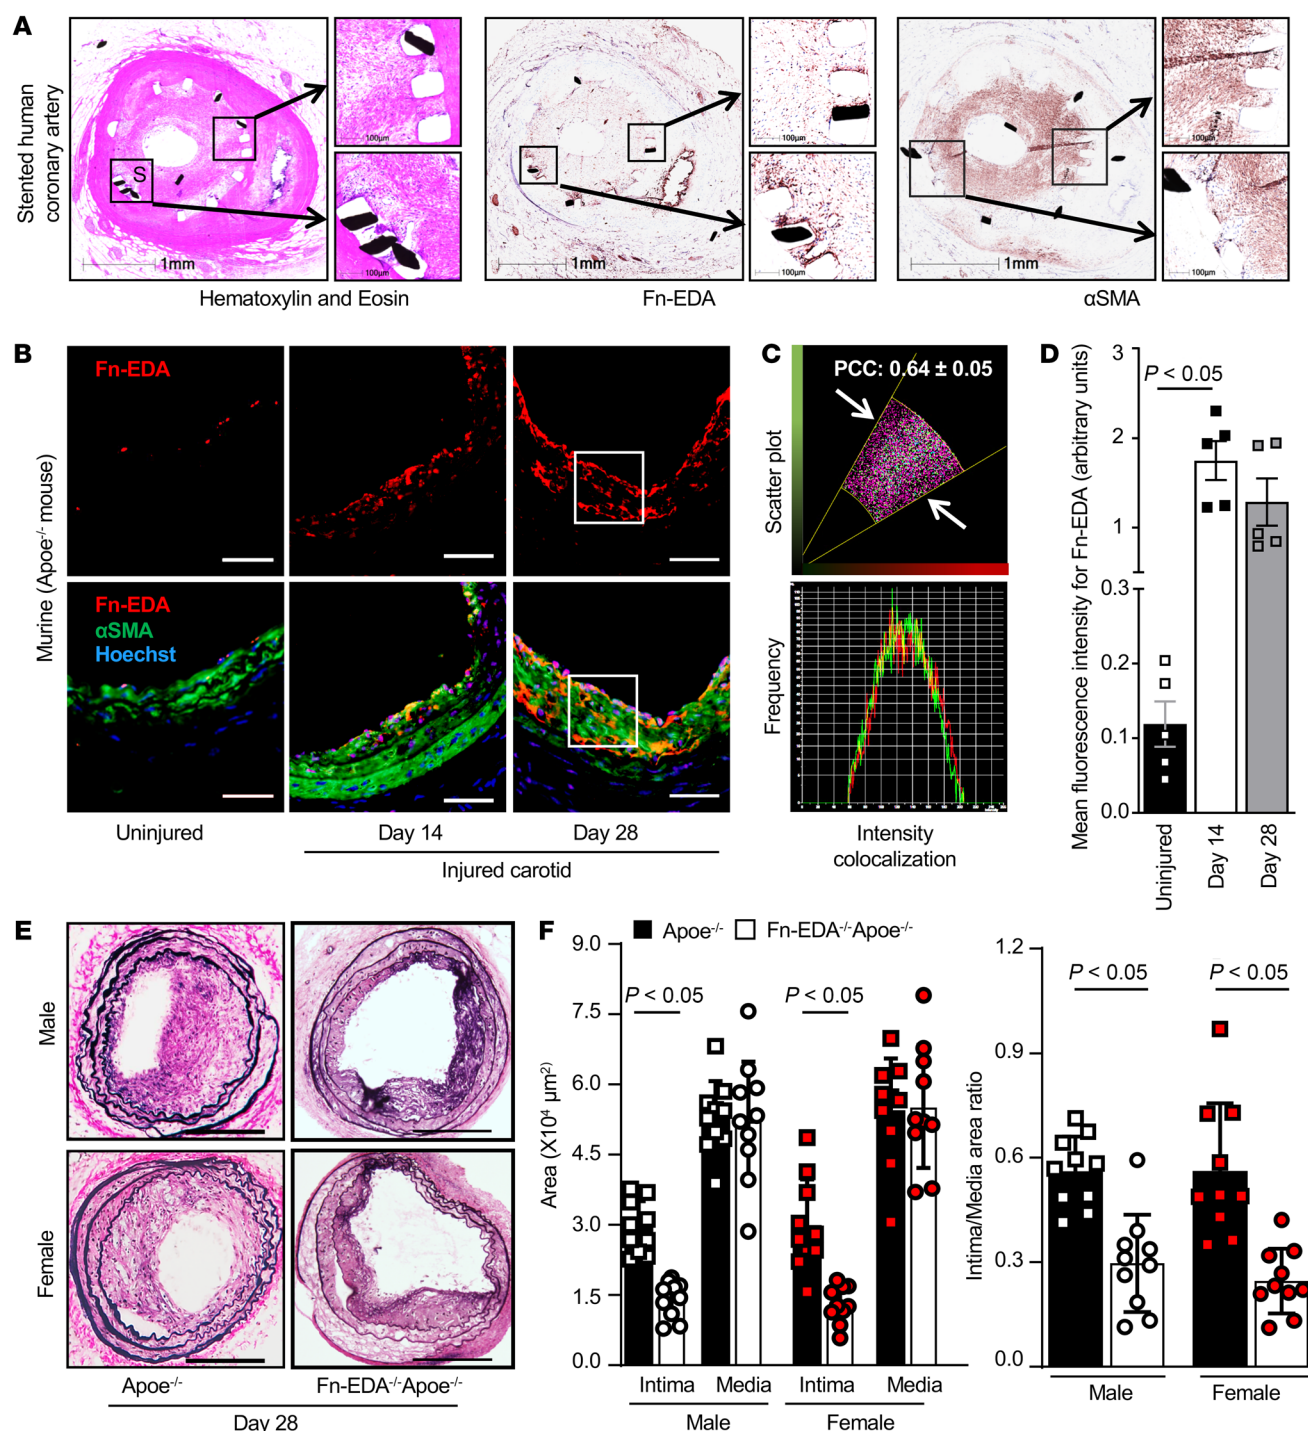 A
Stented human
coronary artery
S
1mm
100μm
100μm
Hematoxylin and Eosin
1mm
100μm
100μm
Fn-EDA
1mm
100μm
100μm
αSMA
B
Murine (Apoe-/- mouse)
Fn-EDA
Fn-EDA
αSMA
Hoechst
Uninjured
Day 14
Day 28
Injured carotid
C
Scatter plot
PCC: 0.64 ± 0.05
Frequency
Intensity
colocalization
D
Mean fluorescence intensity for Fn-EDA (arbitrary units)
3
2
1
0.3
0.2
0.1
0.0
P < 0.05
Uninjured
Day 14
Day 28
E
Male
Female
Apoe-/-
Fn-EDA-/-Apoe-/-
Day 28
F
Apoe-/-
Fn-EDA-/-Apoe-/-
Area (X10⁴ μm²)
9.0
7.5
6.0
4.5
3.0
1.5
0.0
P < 0.05
P < 0.05
Intima
Media
Intima
Media
Male
Female
Intima/Media area ratio
1.2
0.9
0.6
0.3
0.0
P < 0.05
P < 0.05
Male
Female